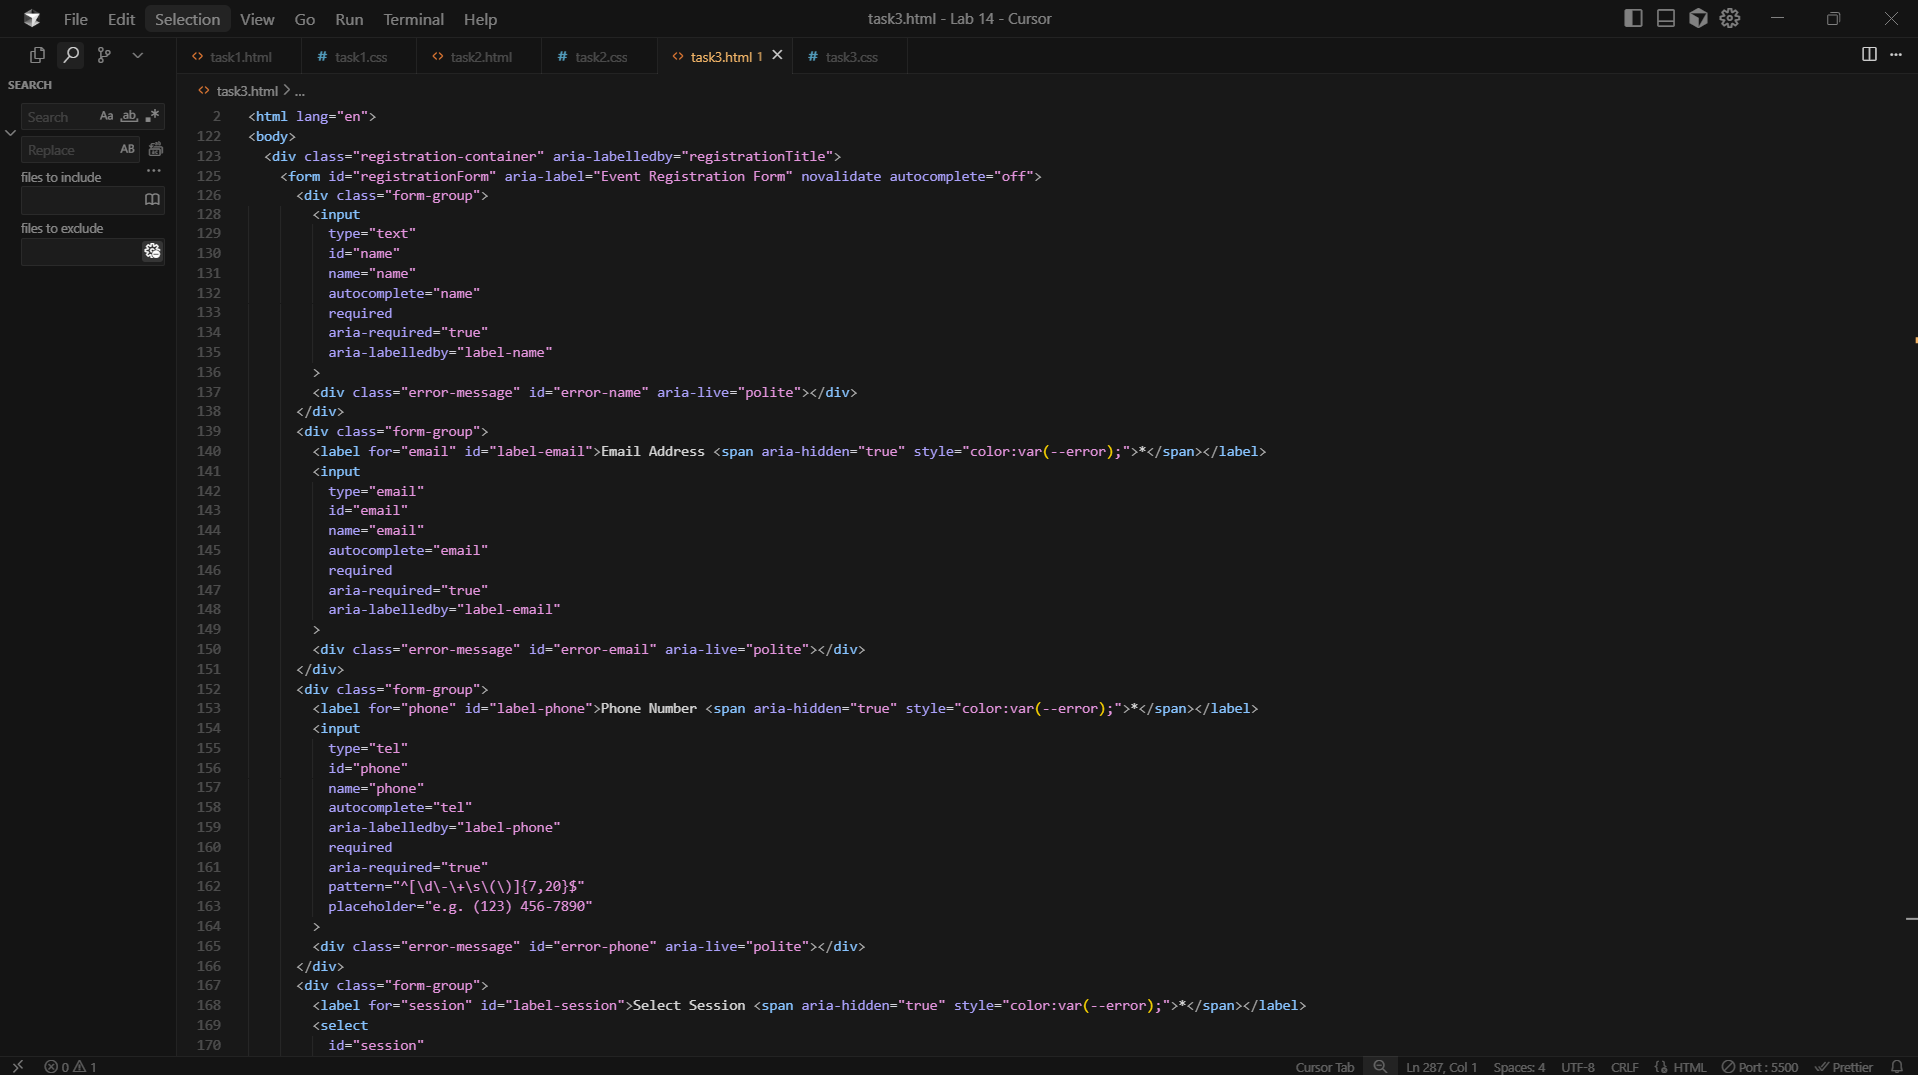 File Edit Selection View Go Run Terminal Help
task3.html - Lab 14 - Cursor
task1.html
# task1.css
task2.html
# task2.css
task3.html 1
# task3.css
SEARCH
Search Aa ab
Replace AB
files to include
files to exclude
task3.html > ...
2 <html lang="en">
122 <body>
123 <div class="registration-container" aria-labelledby="registrationTitle">
125 <form id="registrationForm" aria-label="Event Registration Form" novalidate autocomplete="off">
126 <div class="form-group">
128 <input
129 type="text"
130 id="name"
131 name="name"
132 autocomplete="name"
133 required
134 aria-required="true"
135 aria-labelledby="label-name"
136 >
137 <div class="error-message" id="error-name" aria-live="polite"></div>
138 </div>
139 <div class="form-group">
140 <label for="email" id="label-email">Email Address <span aria-hidden="true" style="color:var(--error);">*</span></label>
141 <input
142 type="email"
143 id="email"
144 name="email"
145 autocomplete="email"
146 required
147 aria-required="true"
148 aria-labelledby="label-email"
149 >
150 <div class="error-message" id="error-email" aria-live="polite"></div>
151 </div>
152 <div class="form-group">
153 <label for="phone" id="label-phone">Phone Number <span aria-hidden="true" style="color:var(--error);">*</span></label>
154 <input
155 type="tel"
156 id="phone"
157 name="phone"
158 autocomplete="tel"
159 aria-labelledby="label-phone"
160 required
161 aria-required="true"
162 pattern="^[\d\-\+\s\(\)]{7,20}$"
163 placeholder="e.g. (123) 456-7890"
164 >
165 <div class="error-message" id="error-phone" aria-live="polite"></div>
166 </div>
167 <div class="form-group">
168 <label for="session" id="label-session">Select Session <span aria-hidden="true" style="color:var(--error);">*</span></label>
169 <select
170 id="session"
0 1 Cursor Tab Ln 287, Col 1 Spaces: 4 UTF-8 CRLF {} HTML Port : 5500 Prettier